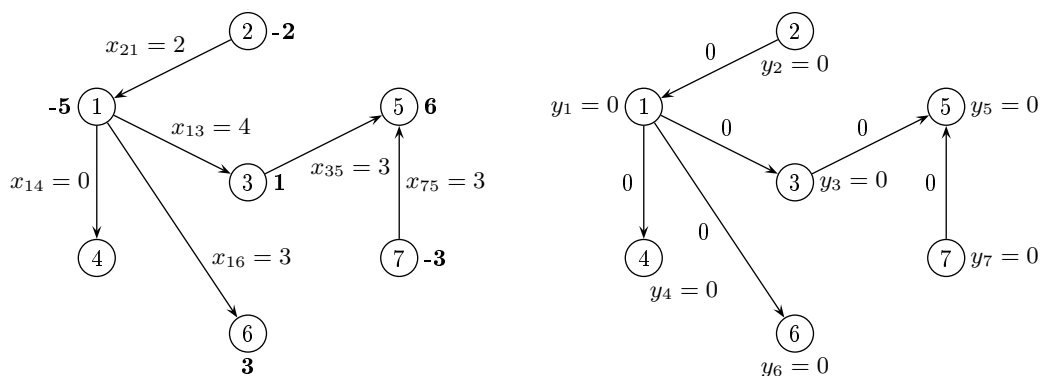 2 -2
x_{21} = 2
-5 1
5 6
x_{13} = 4
x_{35} = 3
x_{14} = 0
3 1
x_{75} = 3
4
x_{16} = 3
7 -3
6
3
2
0
y_2 = 0
y_1 = 0 1
5 y_5 = 0
0
0
0
3 y_3 = 0
0
0
4
7 y_7 = 0
y_4 = 0
6
y_6 = 0